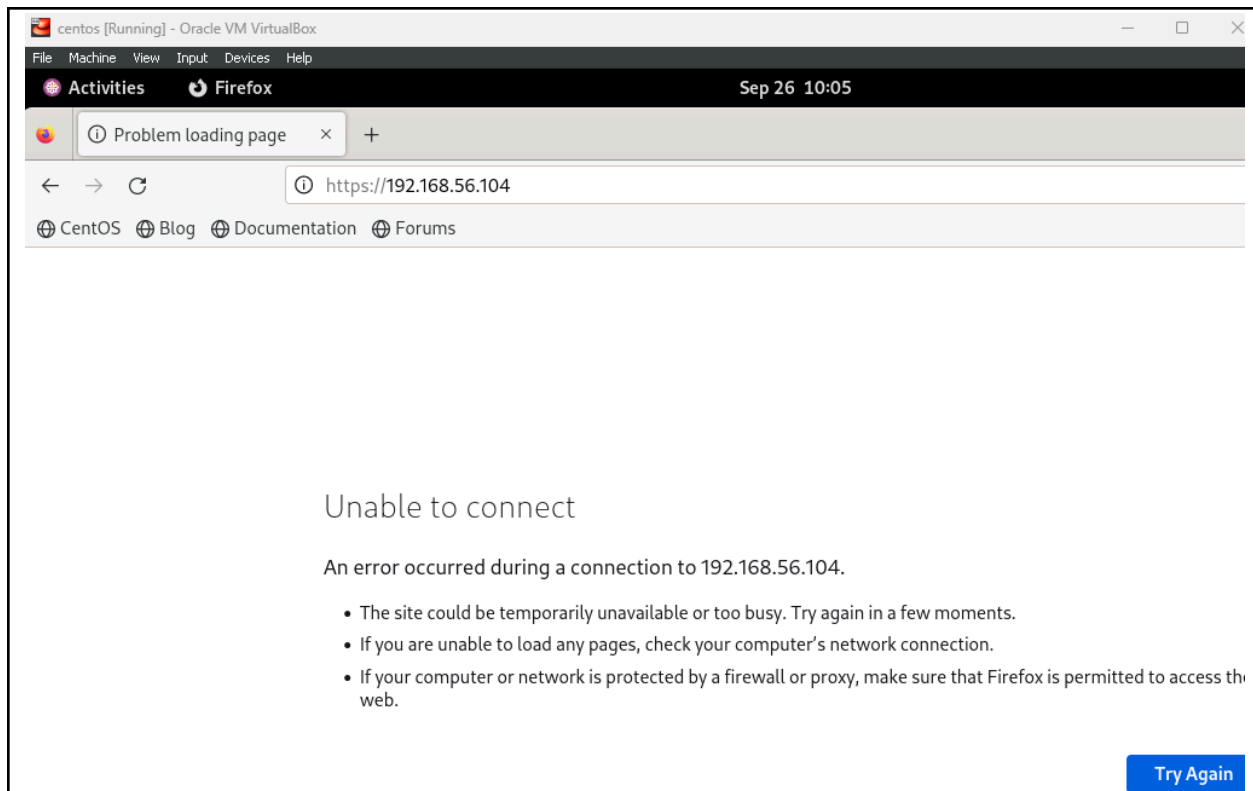 centos [Running] - Oracle VM VirtualBox
File Machine View Input Devices Help
Activities Firefox Sep 26 10:05
Problem loading page
https://192.168.56.104
CentOS Blog Documentation Forums
Unable to connect
An error occurred during a connection to 192.168.56.104.
• The site could be temporarily unavailable or too busy. Try again in a few moments.
• If you are unable to load any pages, check your computer’s network connection.
• If your computer or network is protected by a firewall or proxy, make sure that Firefox is permitted to access the
web.
Try Again